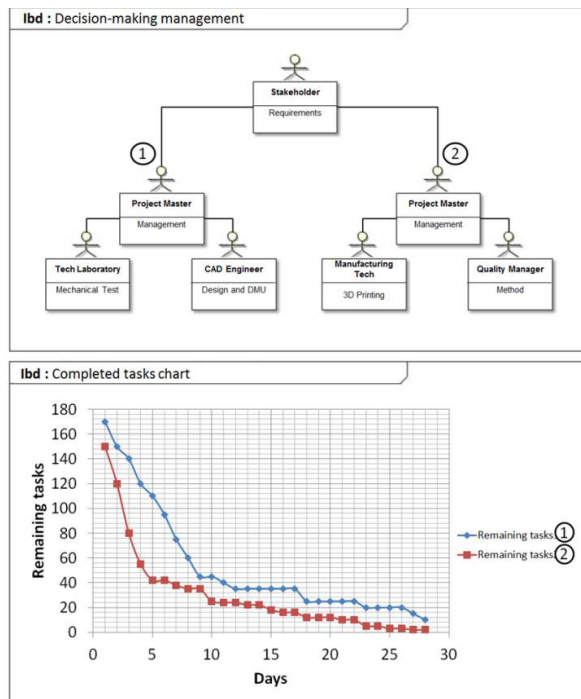 Ibd : Decision-making management
Stakeholder
Requirements
1
2
Project Master
Management
Project Master
Management
Tech Laboratory
Mechanical Test
CAD Engineer
Design and DMU
Manufacturing
Tech
3D Printing
Quality Manager
Method
Ibd : Completed tasks chart
180
160
140
120
100
80
60
40
20
0
Remaining tasks
0 5 10 15 20 25 30
Days
Remaining tasks 1
Remaining tasks 2